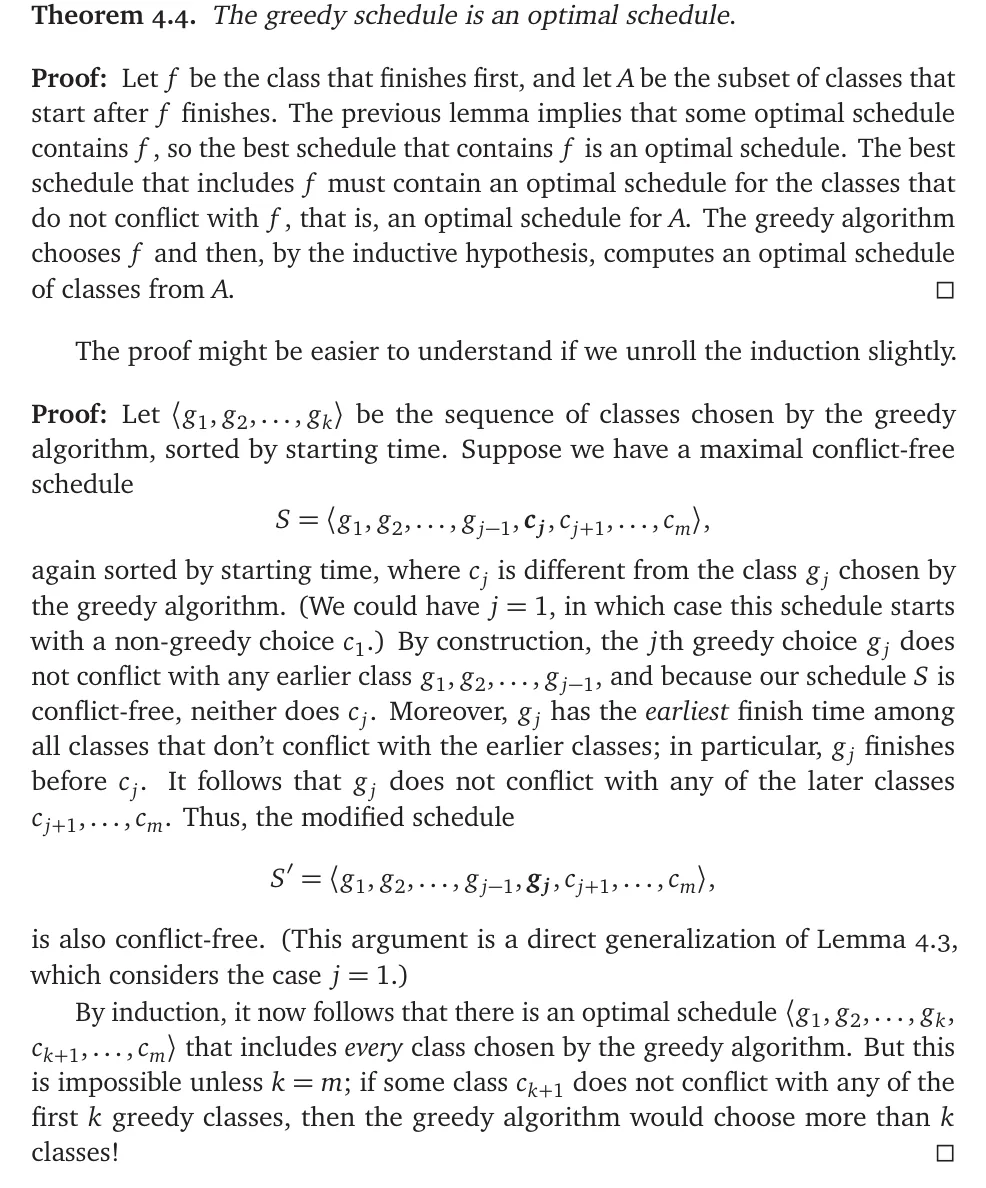 Theorem 4.4. The greedy schedule is an optimal schedule.
Proof: Let f be the class that finishes first, and let A be the subset of classes that
start after f finishes. The previous lemma implies that some optimal schedule
contains f, so the best schedule that contains f is an optimal schedule. The best
schedule that includes f must contain an optimal schedule for the classes that
do not conflict with f, that is, an optimal schedule for A. The greedy algorithm
chooses f and then, by the inductive hypothesis, computes an optimal schedule
of classes from A. □
The proof might be easier to understand if we unroll the induction slightly.
Proof: Let ⟨g₁, g₂, . . . , gₖ⟩ be the sequence of classes chosen by the greedy
algorithm, sorted by starting time. Suppose we have a maximal conflict-free
schedule
S = ⟨g₁, g₂, . . . , gⱼ₋₁, cⱼ, cⱼ₊₁, . . . , cₘ⟩,
again sorted by starting time, where cⱼ is different from the class gⱼ chosen by
the greedy algorithm. (We could have j = 1, in which case this schedule starts
with a non-greedy choice c₁.) By construction, the jth greedy choice gⱼ does
not conflict with any earlier class g₁, g₂, . . . , gⱼ₋₁, and because our schedule S is
conflict-free, neither does cⱼ. Moreover, gⱼ has the earliest finish time among
all classes that don't conflict with the earlier classes; in particular, gⱼ finishes
before cⱼ. It follows that gⱼ does not conflict with any of the later classes
cⱼ₊₁, . . . , cₘ. Thus, the modified schedule
S′ = ⟨g₁, g₂, . . . , gⱼ₋₁, gⱼ, cⱼ₊₁, . . . , cₘ⟩,
is also conflict-free. (This argument is a direct generalization of Lemma 4.3,
which considers the case j = 1.)
By induction, it now follows that there is an optimal schedule ⟨g₁, g₂, . . . , gₖ,
cₖ₊₁, . . . , cₘ⟩ that includes every class chosen by the greedy algorithm. But this
is impossible unless k = m; if some class cₖ₊₁ does not conflict with any of the
first k greedy classes, then the greedy algorithm would choose more than k
classes! □